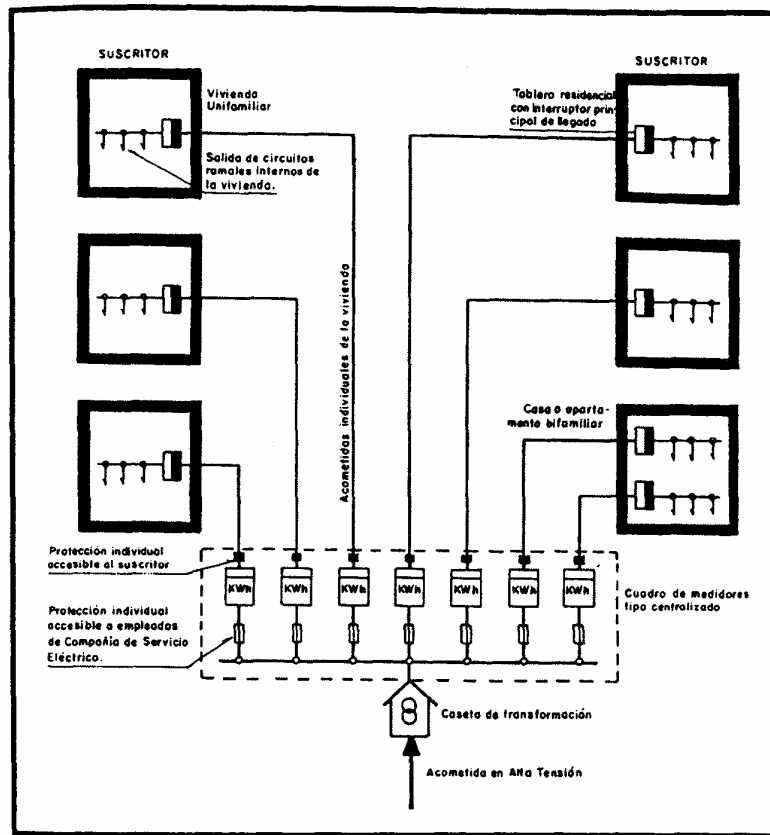 SUSCRITOR
SUSCRITOR
Vivienda
Unifamiliar
Tablero residencial
con Interruptor prin-
cipal de llegada
Salida de circuitos
ramales internos de
la vivienda.
Acometidas individuales de la vivienda
Casa o aparta-
mento bifamiliar
Protección individual
accesible al suscritor
KWh
KWh
KWh
KWh
KWh
KWh
KWh
Cuadro de medidores
tipo centralizado
Protección individual
accesible a empleados
de Compañía de Servicio
Eléctrico.
Caseta de transformación
Acometida en Alta Tensión